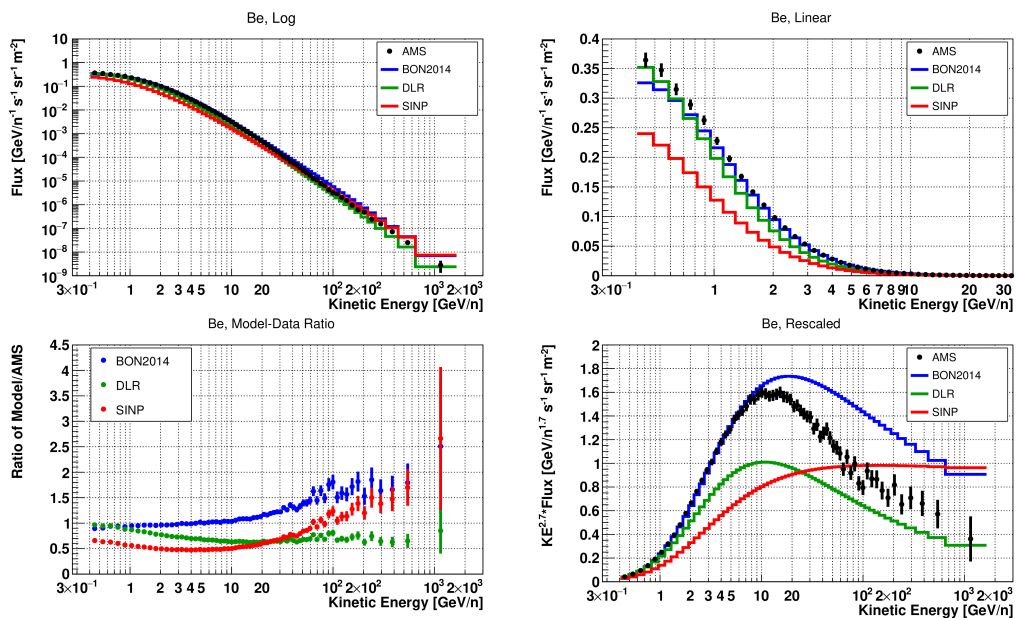 Be, Log
Flux [GeV/n⁻¹ s⁻¹ sr⁻¹ m⁻²]
10
1
10⁻¹
10⁻²
10⁻³
10⁻⁴
10⁻⁵
10⁻⁶
10⁻⁷
10⁻⁸
10⁻⁹
AMS
BON2014
DLR
SINP
3×10⁻¹ 1 2 3 4 5 10 20 10² 2×10² 10³ 2×10³
Kinetic Energy [GeV/n]
Be, Linear
Flux [GeV/n⁻¹ s⁻¹ sr⁻¹ m⁻²]
0.4
0.35
0.3
0.25
0.2
0.15
0.1
0.05
0
AMS
BON2014
DLR
SINP
3×10⁻¹ 1 2 3 4 5 6 7 8 9 10 20 30
Kinetic Energy [GeV/n]
Be, Model-Data Ratio
Ratio of Model/AMS
4.5
4
3.5
3
2.5
2
1.5
1
0.5
0
BON2014
DLR
SINP
3×10⁻¹ 1 2 3 4 5 10 20 10² 2×10² 10³ 2×10³
Kinetic Energy [GeV/n]
Be, Rescaled
KE²·⁷*Flux [GeV/n¹·⁷ s⁻¹ sr⁻¹ m⁻²]
2
1.8
1.6
1.4
1.2
1
0.8
0.6
0.4
0.2
0
AMS
BON2014
DLR
SINP
3×10⁻¹ 1 2 3 4 5 10 20 10² 2×10² 10³ 2×10³
Kinetic Energy [GeV/n]